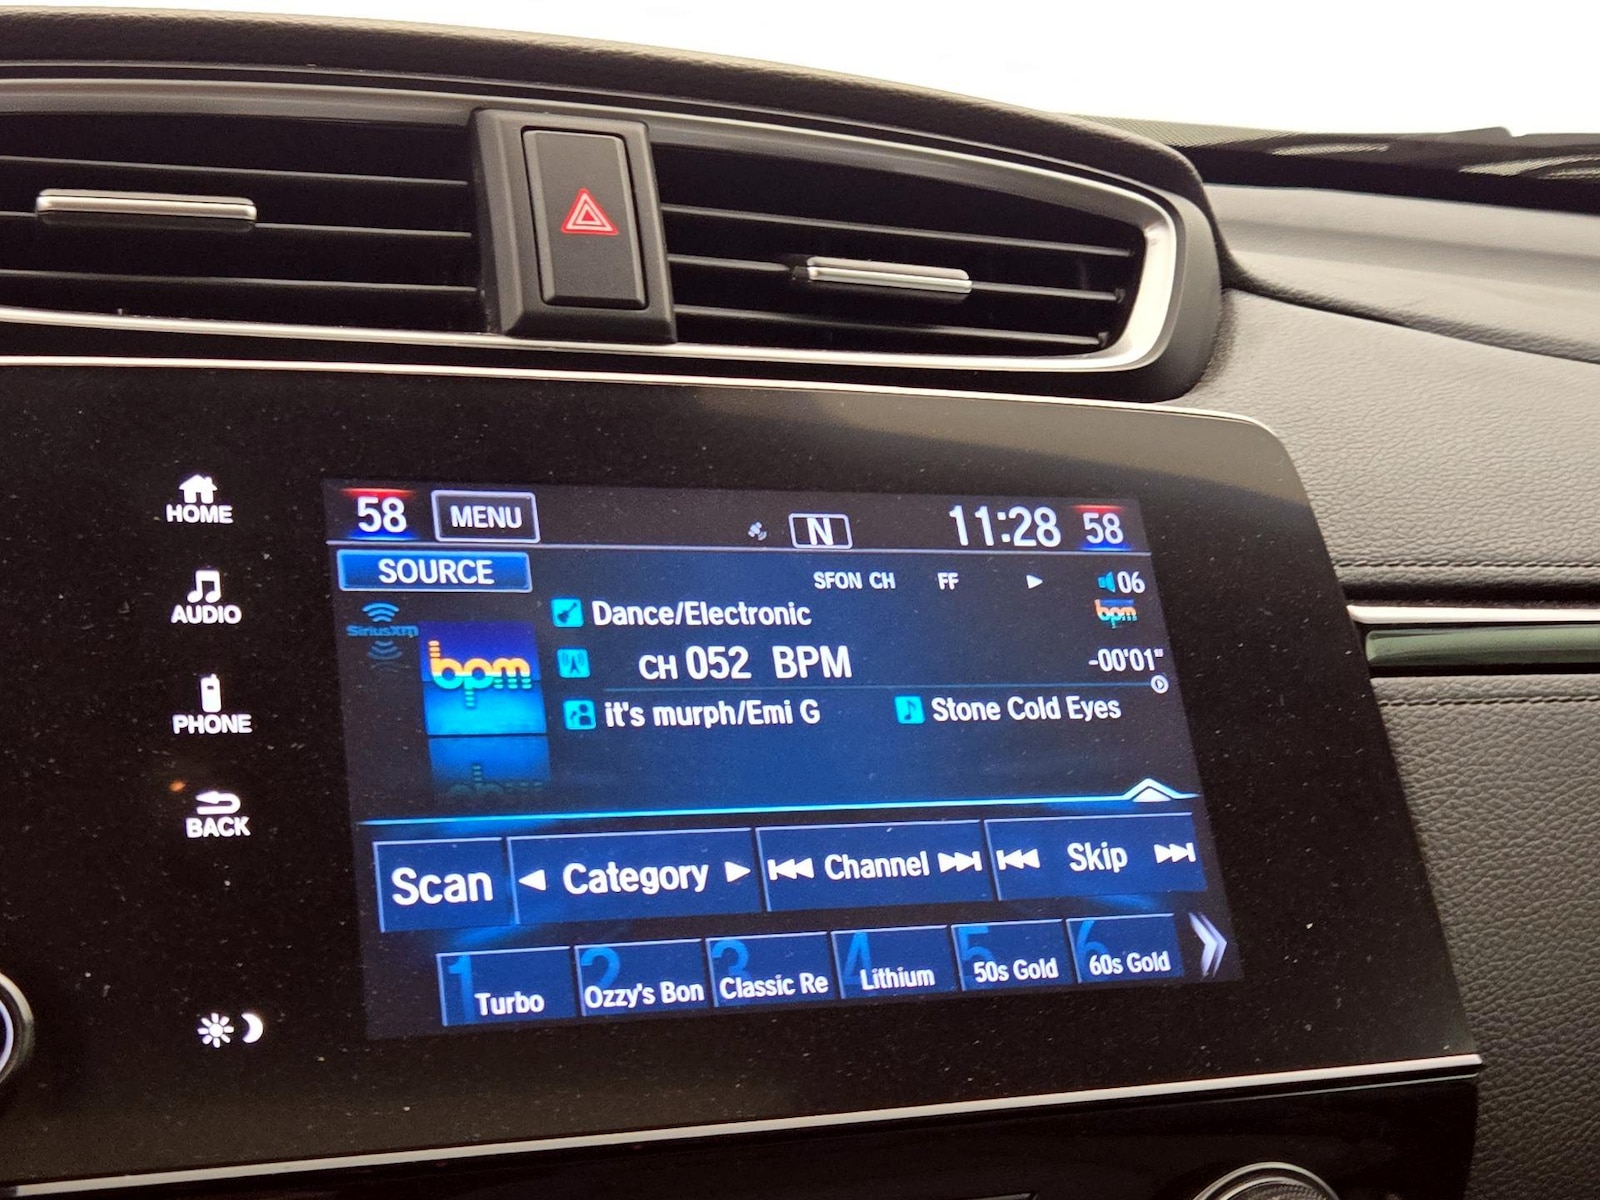 HOME
AUDIO
PHONE
BACK
58 MENU N 11:28 58
SOURCE SFON CH FF 06
SiriusXM
bpm
Dance/Electronic bpm
CH 052 BPM -00'01"
it's murph/Emi G Stone Cold Eyes
Scan Category Channel Skip
1 Turbo 2 Ozzy's Bon 3 Classic Re 4 Lithium 5 50s Gold 6 60s Gold